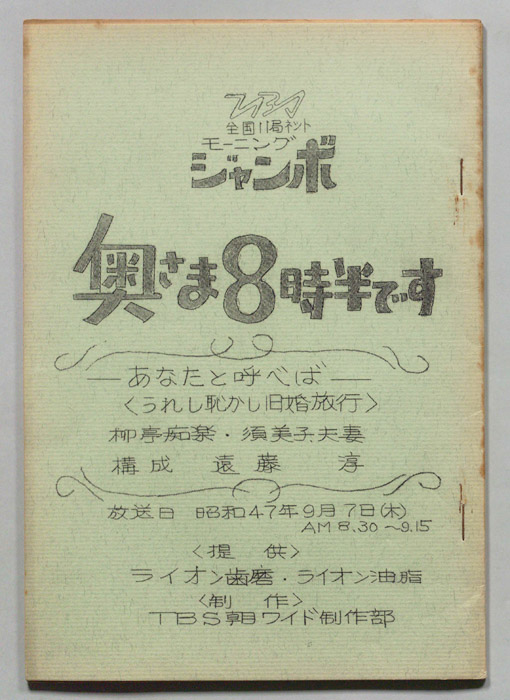 TBS
全国11局ネット
モーニング
ジャンボ
奥さま8時半です
―あなたと呼べば―
〈うれし恥かし旧婚旅行〉
柳亭痴楽・須美子夫妻
構成 遠藤 淳
放送日 昭和47年9月7日(木)
AM 8.30〜9.15
〈提 供〉
ライオン歯磨・ライオン油脂
〈制 作〉
TBS朝ワイド制作部